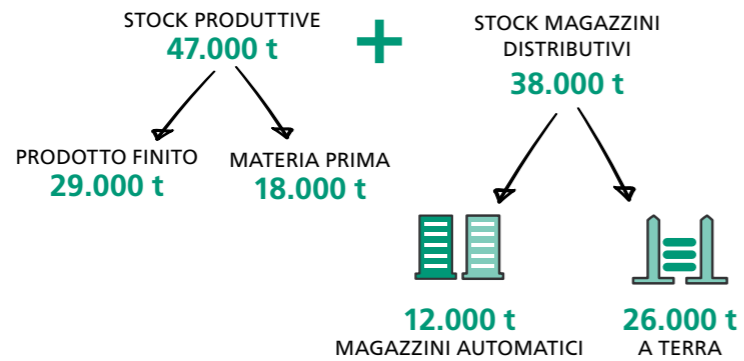 STOCK PRODUTTIVE
47.000 t
+
STOCK MAGAZZINI
DISTRIBUTIVI
38.000 t
PRODOTTO FINITO
29.000 t
MATERIA PRIMA
18.000 t
12.000 t
MAGAZZINI AUTOMATICI
26.000 t
A TERRA